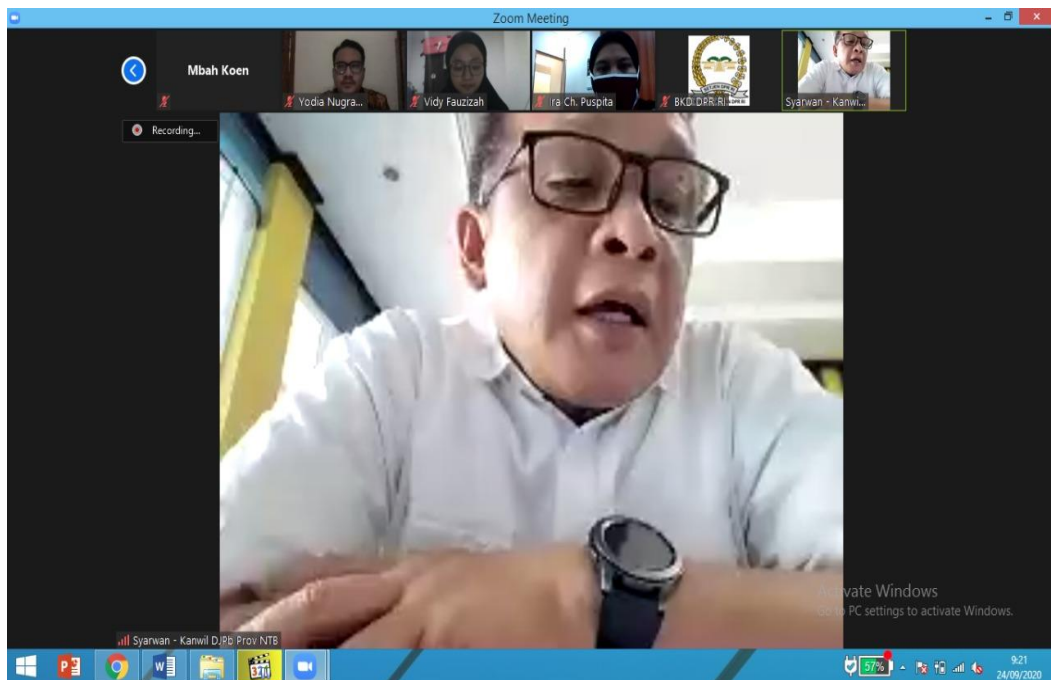 Zoom Meeting
Mbah Koen
Yodia Nugra...
Vidy Fauzizah
Ira Ch. Puspita
BKD DPR RI
Syarwan - Kanwi...
Recording...
Activate Windows
Go to PC settings to activate Windows.
Syarwan - Kanwil DJPb Prov NTB
57%
9:21
24/09/2020